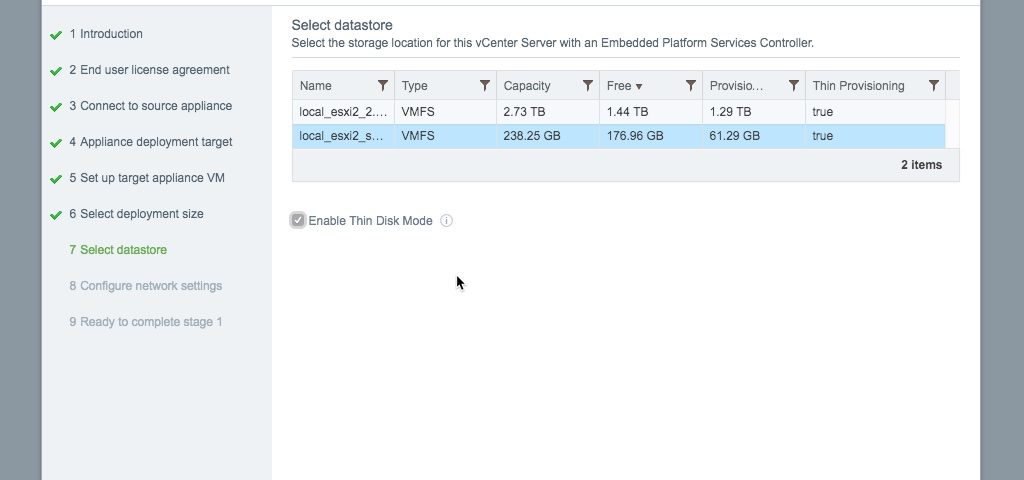 1 Introduction
2 End user license agreement
3 Connect to source appliance
4 Appliance deployment target
5 Set up target appliance VM
6 Select deployment size
7 Select datastore
8 Configure network settings
9 Ready to complete stage 1
Select datastore
Select the storage location for this vCenter Server with an Embedded Platform Services Controller.
Name Type Capacity Free Provisio... Thin Provisioning
local_esxi2_2.... VMFS 2.73 TB 1.44 TB 1.29 TB true
local_esxi2_s... VMFS 238.25 GB 176.96 GB 61.29 GB true
2 items
Enable Thin Disk Mode